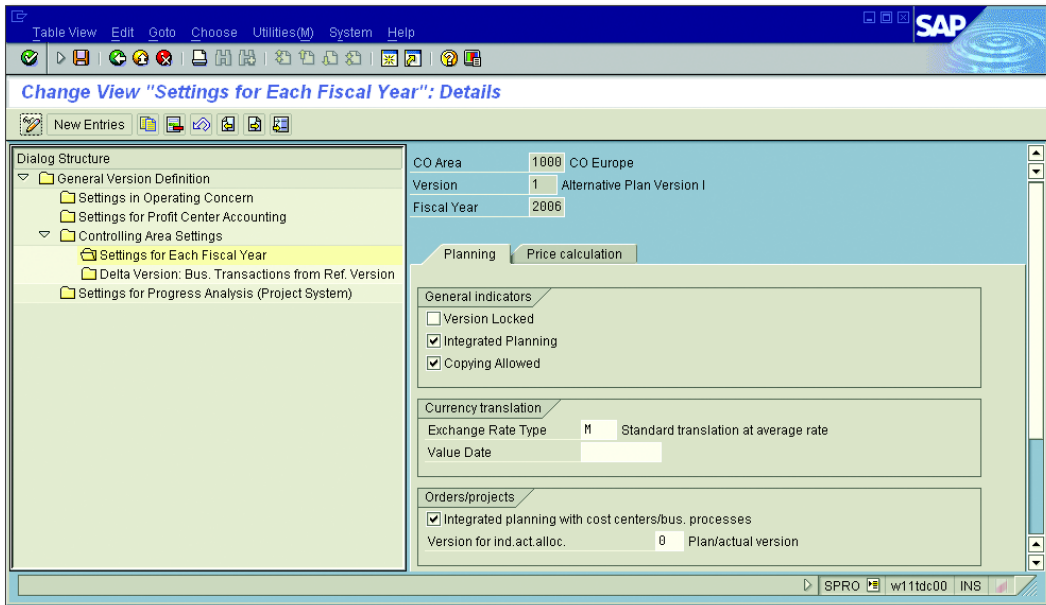 Table View Edit Goto Choose Utilities(M) System Help
SAP
Change View "Settings for Each Fiscal Year": Details
New Entries
Dialog Structure
General Version Definition
Settings in Operating Concern
Settings for Profit Center Accounting
Controlling Area Settings
Settings for Each Fiscal Year
Delta Version: Bus. Transactions from Ref. Version
Settings for Progress Analysis (Project System)
CO Area 1000 CO Europe
Version 1 Alternative Plan Version I
Fiscal Year 2006
Planning Price calculation
General indicators
Version Locked
Integrated Planning
Copying Allowed
Currency translation
Exchange Rate Type M Standard translation at average rate
Value Date
Orders/projects
Integrated planning with cost centers/bus. processes
Version for ind.act.alloc. 0 Plan/actual version
SPRO w11tdc00 INS